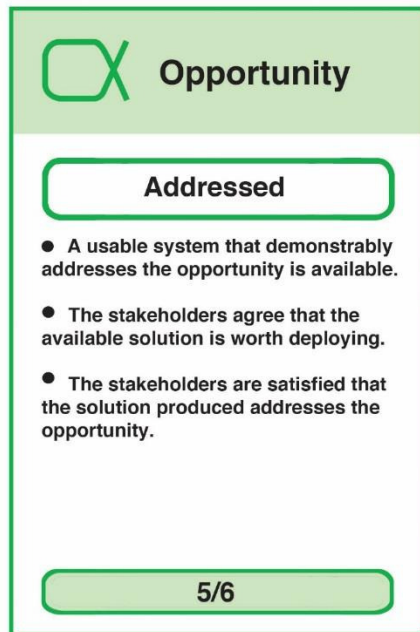 Opportunity
Addressed
● A usable system that demonstrably
addresses the opportunity is available.
● The stakeholders agree that the
available solution is worth deploying.
● The stakeholders are satisfied that
the solution produced addresses the
opportunity.
5/6